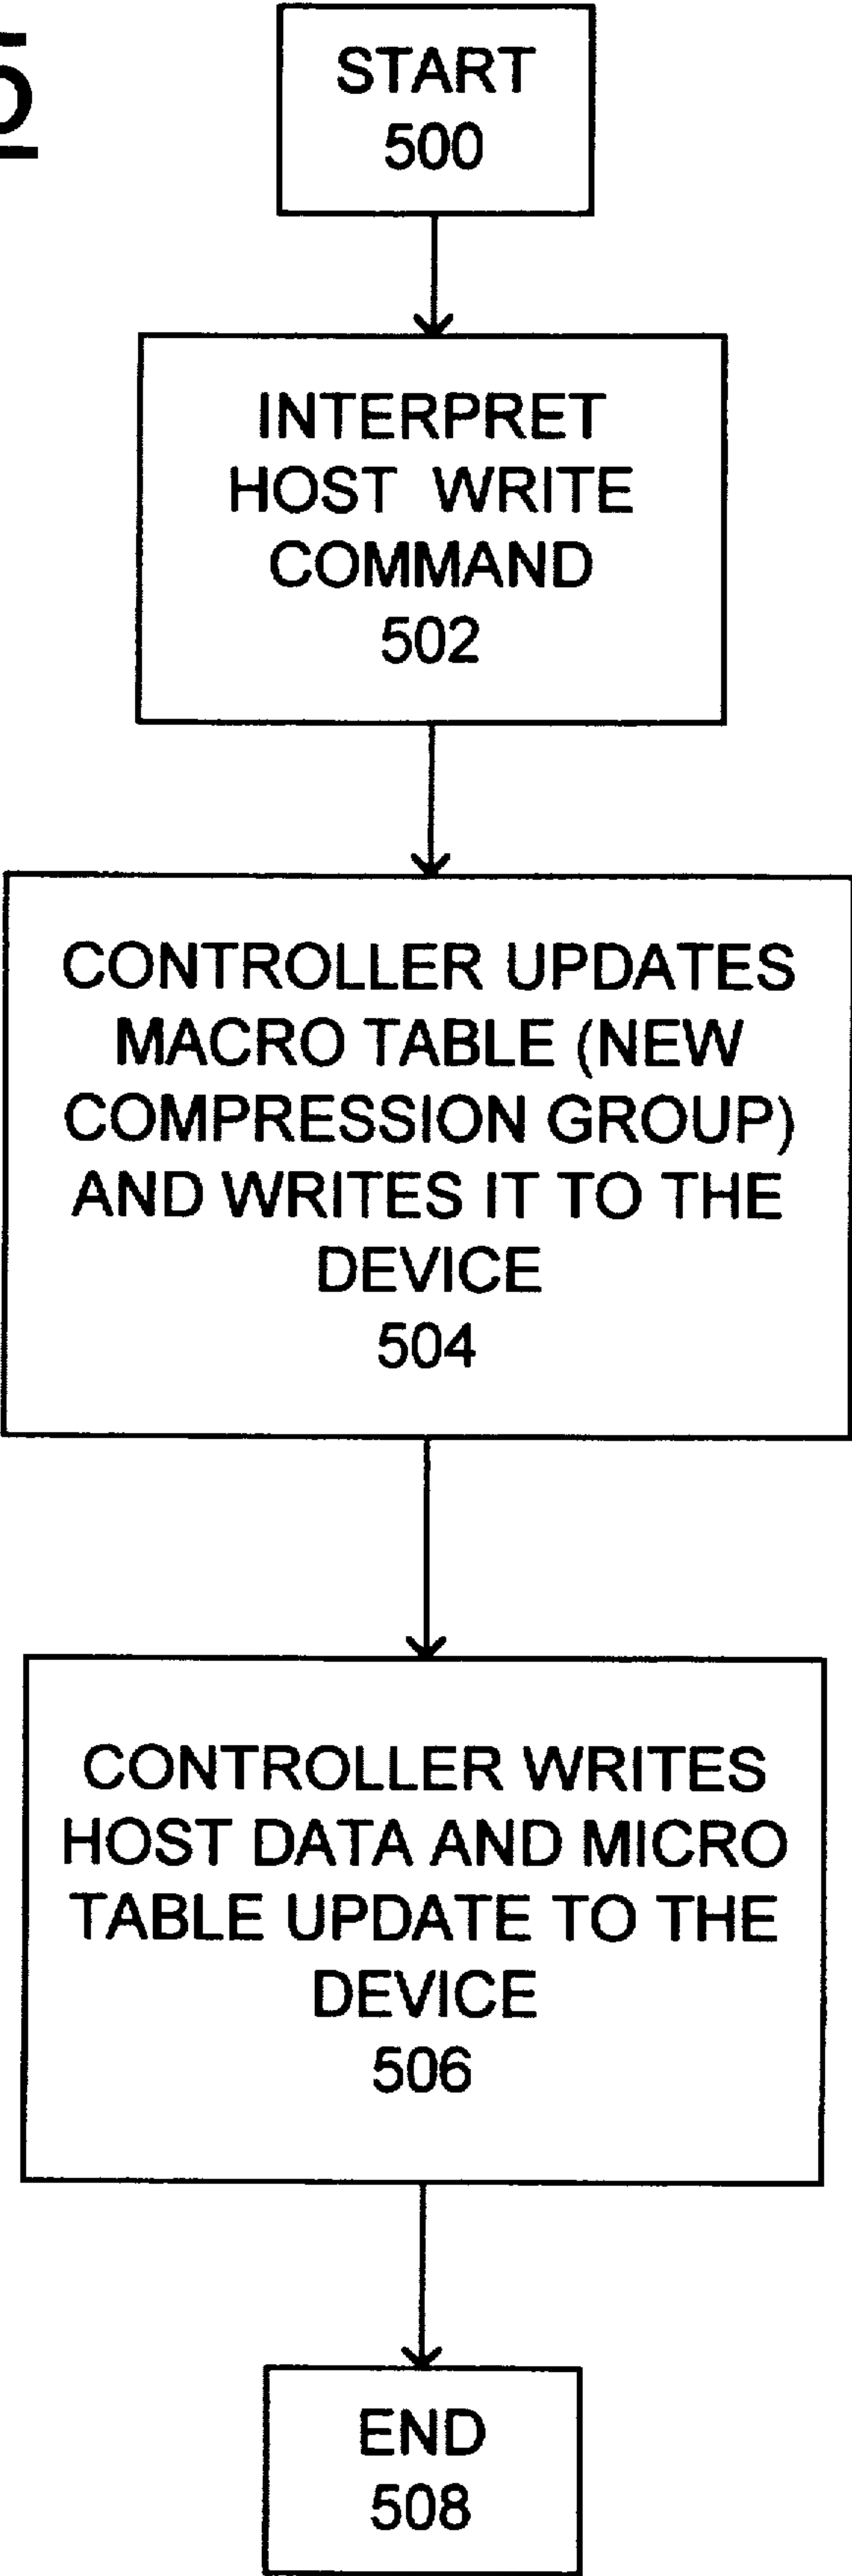 5
START
500
INTERPRET
HOST WRITE
COMMAND
502
CONTROLLER UPDATES
MACRO TABLE (NEW
COMPRESSION GROUP)
AND WRITES IT TO THE
DEVICE
504
CONTROLLER WRITES
HOST DATA AND MICRO
TABLE UPDATE TO THE
DEVICE
506
END
508